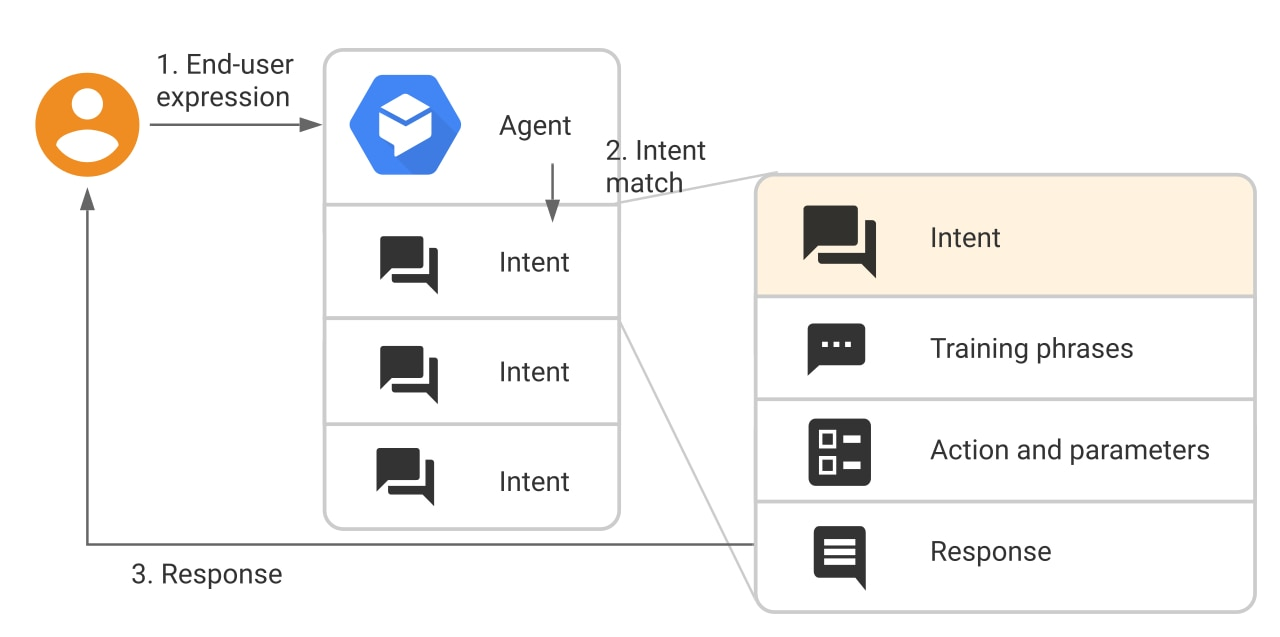 1. End-user
expression
Agent
2. Intent
match
Intent
Intent
Intent
Intent
Training phrases
Action and parameters
Response
3. Response